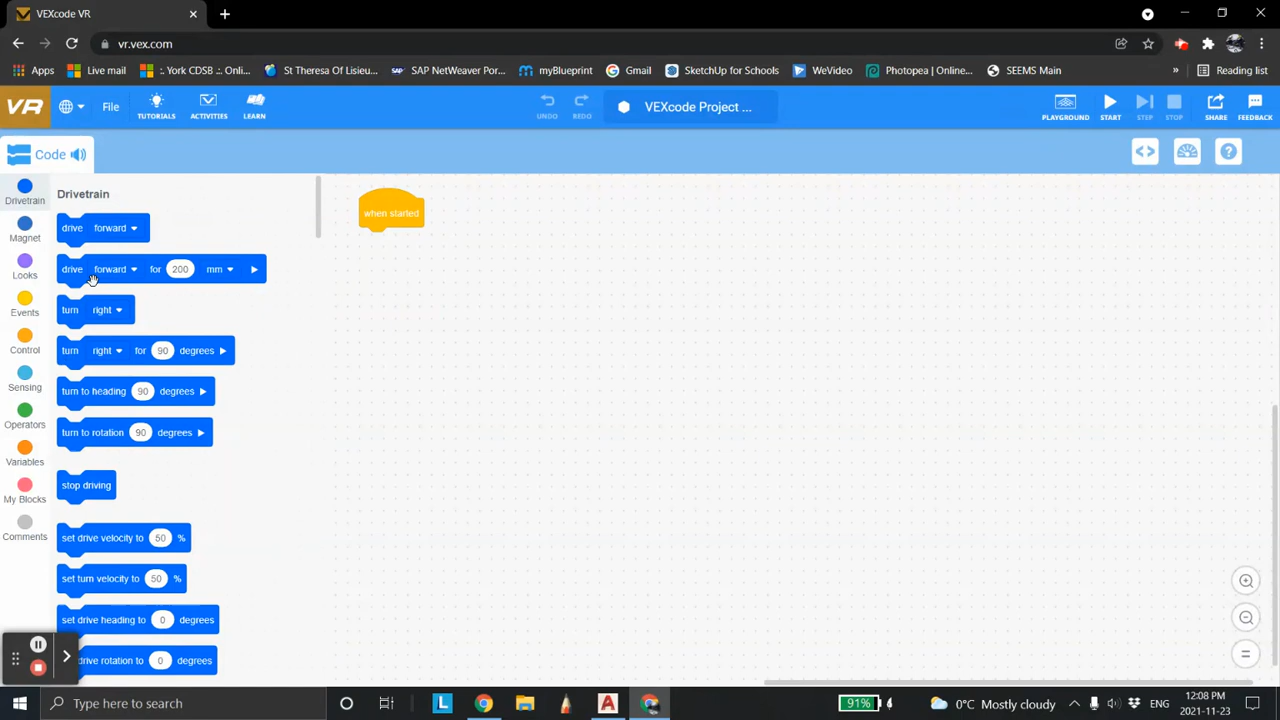 VEXcode VR
vr.vex.com
Apps Live mail :. York CDSB :. Onli... St Theresa Of Lisieu... SAP NetWeaver Por... myBlueprint Gmail SketchUp for Schools WeVideo Photopea | Online... SEEMS Main » Reading list
VR File TUTORIALS ACTIVITIES LEARN UNDO REDO VEXcode Project ... PLAYGROUND START STEP STOP SHARE FEEDBACK
Code
Drivetrain
Magnet
Looks
Events
Control
Sensing
Operators
Variables
My Blocks
Comments
Drivetrain
drive forward
drive forward for 200 mm
turn right
turn right for 90 degrees
turn to heading 90 degrees
turn to rotation 90 degrees
stop driving
set drive velocity to 50 %
set turn velocity to 50 %
set drive heading to 0 degrees
drive rotation to 0 degrees
when started
Type here to search
L
A
91%
0°C Mostly cloudy
ENG
12:08 PM
2021-11-23